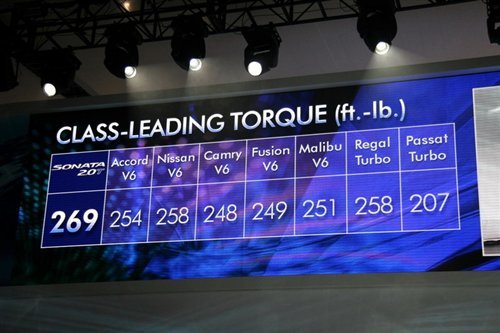 CLASS-LEADING TORQUE (ft.-lb.)
SONATA 2.0T Accord V6 Nissan V6 Camry V6 Fusion V6 Malibu V6 Regal Turbo Passat Turbo
269 254 258 248 249 251 258 207